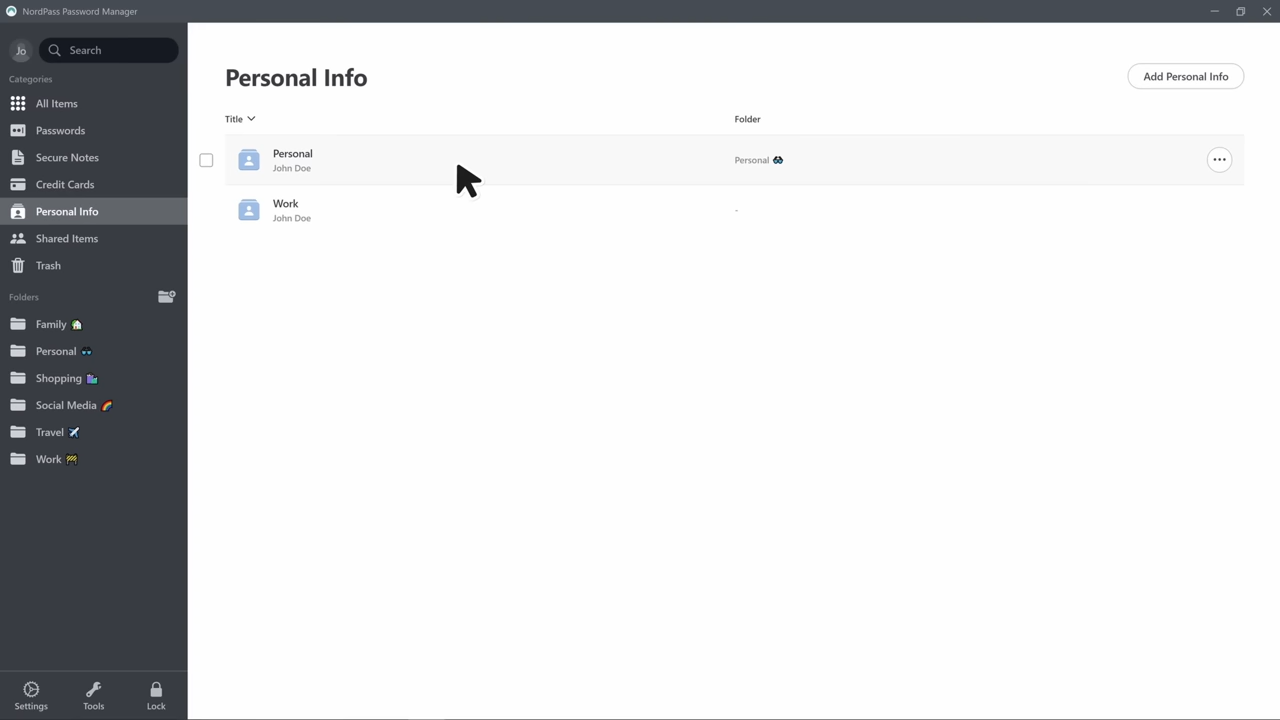 NordPass Password Manager
Jo
Search
Categories
All Items
Passwords
Secure Notes
Credit Cards
Personal Info
Shared Items
Trash
Folders
Family
Personal
Shopping
Social Media
Travel
Work
Settings
Tools
Lock
Personal Info
Add Personal Info
Title
Folder
Personal
John Doe
Personal
Work
John Doe
-